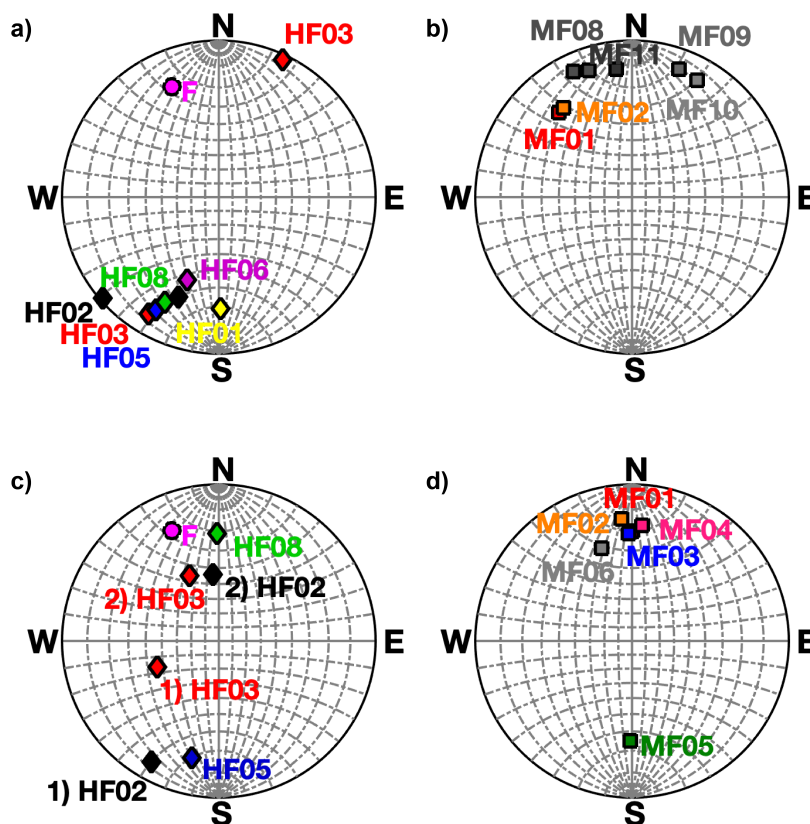 a)
N
HF03
F
W
E
HF06
HF08
HF02
HF03
HF01
HF05
S
b)
N
MF08
MF11
MF09
MF02
MF10
MF01
W
E
S
c)
N
F
HF08
2) HF03
2) HF02
W
E
1) HF03
HF05
1) HF02
S
d)
N
MF01
MF02
MF04
MF03
MF06
W
E
MF05
S